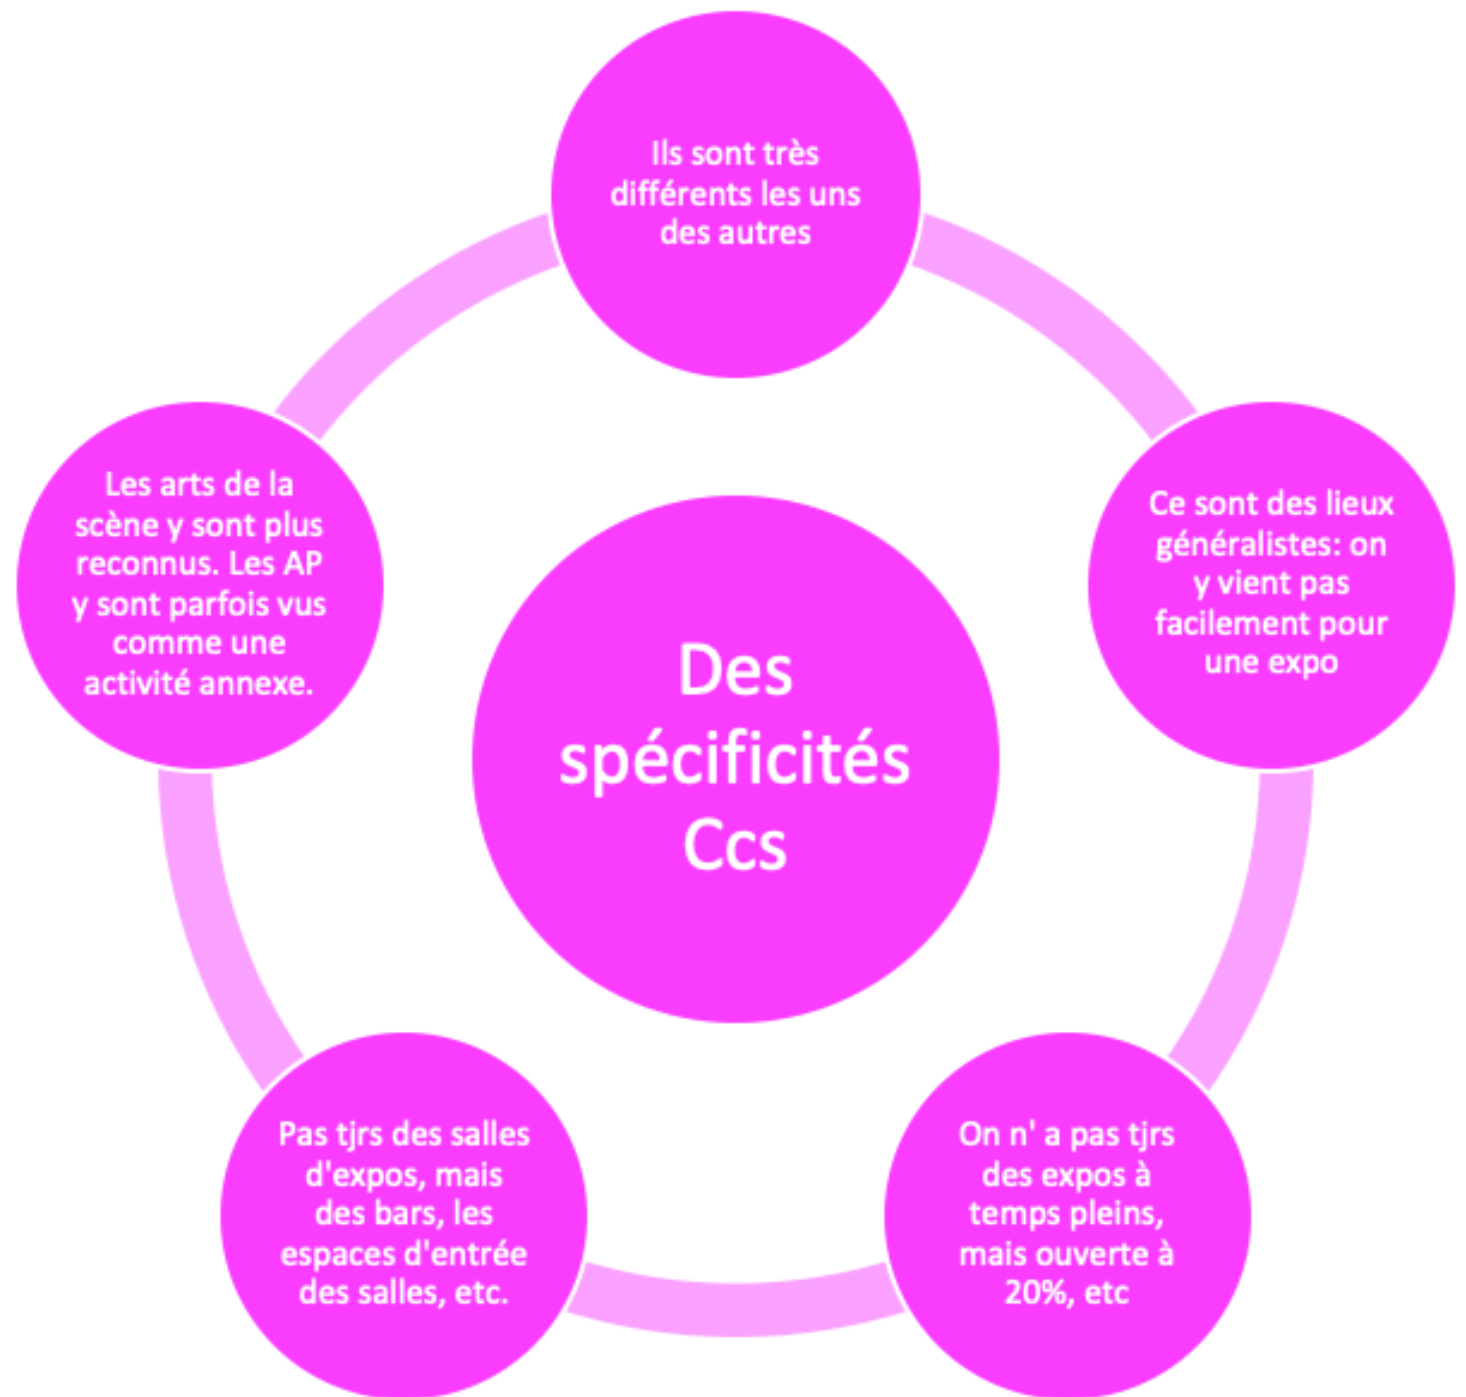 Ils sont très
différents les uns
des autres
Ce sont des lieux
généralistes: on
y vient pas
facilement pour
une expo
On n' a pas tjrs
des expos à
temps pleins,
mais ouverte à
20%, etc
Pas tjrs des salles
d'expos, mais
des bars, les
espaces d'entrée
des salles, etc.
Les arts de la
scène y sont plus
reconnus. Les AP
y sont parfois vus
comme une
activité annexe.
Des
spécificités
Ccs